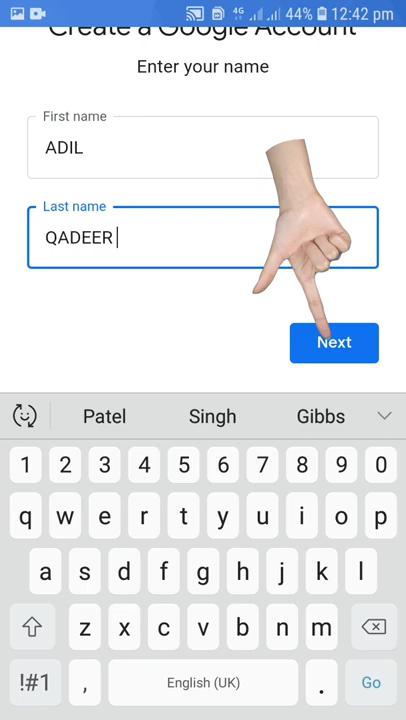 4G 44% 12:42 pm
Create a Google Account
Enter your name
First name
ADIL
Last name
QADEER
Next
Patel Singh Gibbs
1 2 3 4 5 6 7 8 9 0
q w e r t y u i o p
a s d f g h j k l
z x c v b n m
!#1 , English (UK) . Go